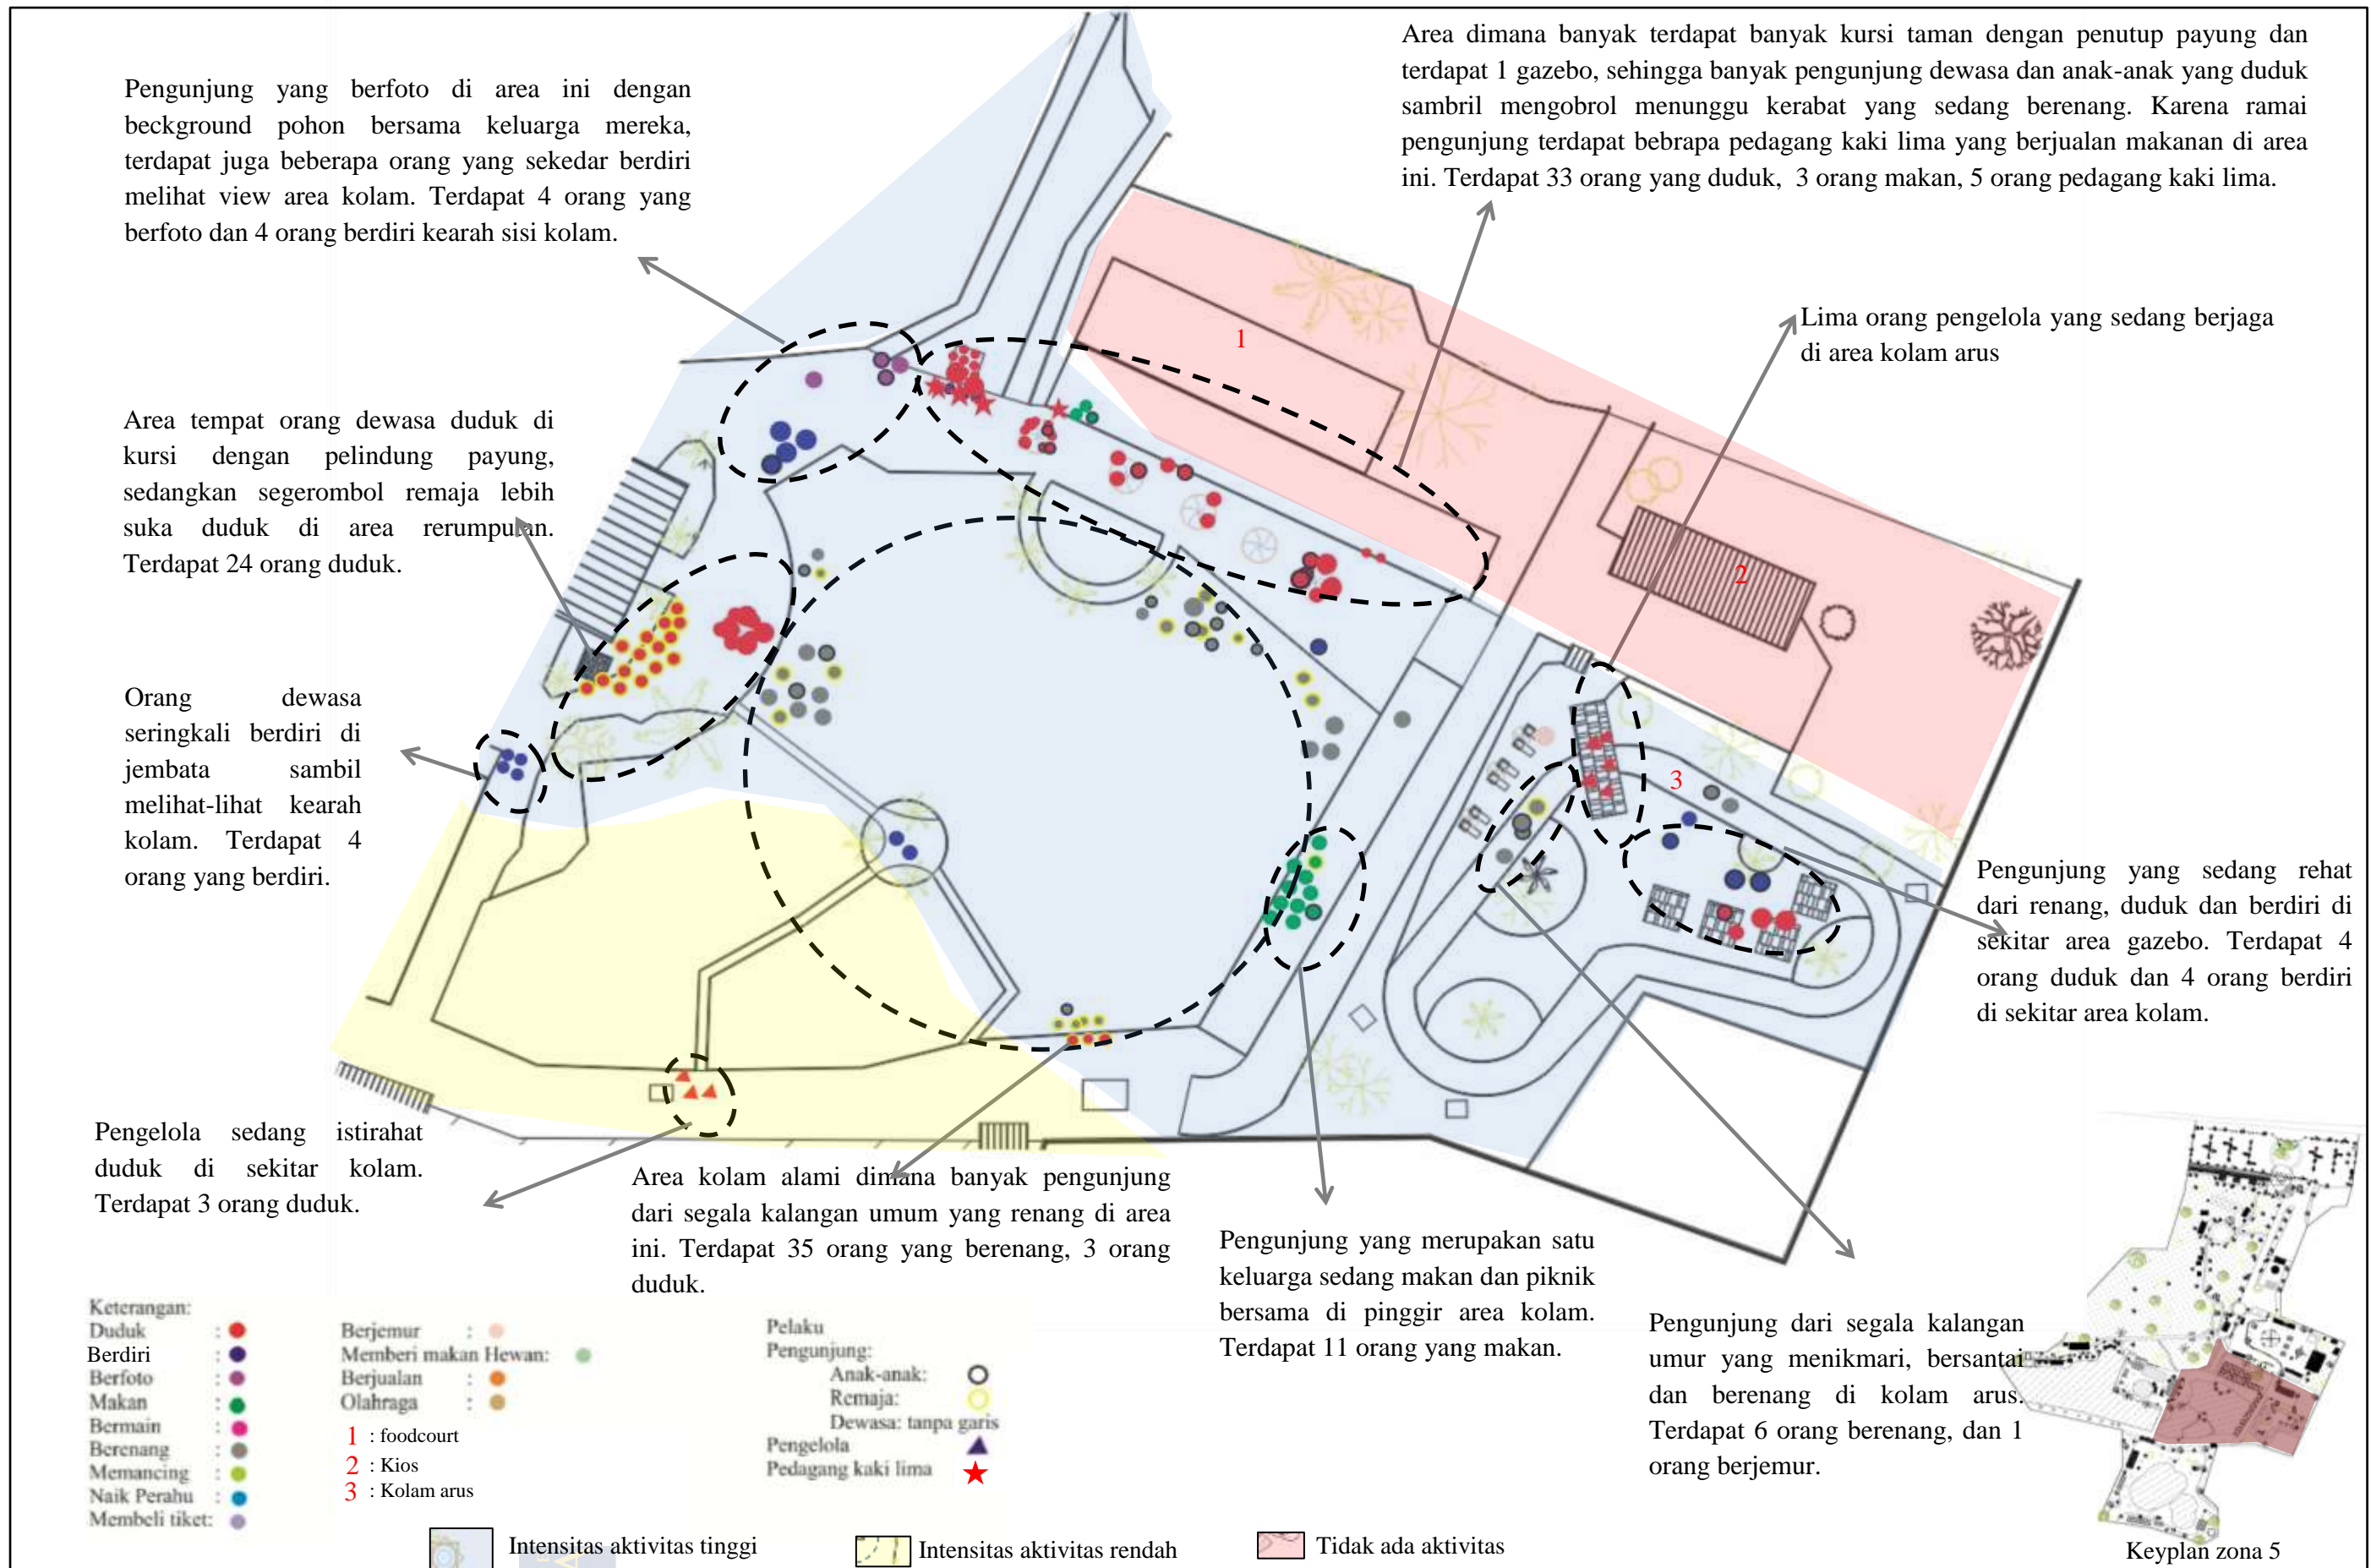 Pengunjung yang berfoto di area ini dengan
beckground pohon bersama keluarga mereka,
terdapat juga beberapa orang yang sekedar berdiri
melihat view area kolam. Terdapat 4 orang yang
berfoto dan 4 orang berdiri kearah sisi kolam.
Area dimana banyak terdapat banyak kursi taman dengan penutup payung dan
terdapat 1 gazebo, sehingga banyak pengunjung dewasa dan anak-anak yang duduk
sambril mengobrol menunggu kerabat yang sedang berenang. Karena ramai
pengunjung terdapat bebrapa pedagang kaki lima yang berjualan makanan di area
ini. Terdapat 33 orang yang duduk, 3 orang makan, 5 orang pedagang kaki lima.
Lima orang pengelola yang sedang berjaga
di area kolam arus
1
Area tempat orang dewasa duduk di
kursi dengan pelindung payung,
sedangkan segerombol remaja lebih
suka duduk di area rerumputan.
Terdapat 24 orang duduk.
2
Orang dewasa
seringkali berdiri di
jembata sambil
melihat-lihat kearah
kolam. Terdapat 4
orang yang berdiri.
3
Pengunjung yang sedang rehat
dari renang, duduk dan berdiri di
sekitar area gazebo. Terdapat 4
orang duduk dan 4 orang berdiri
di sekitar area kolam.
Pengelola sedang istirahat
duduk di sekitar kolam.
Terdapat 3 orang duduk.
Area kolam alami dimana banyak pengunjung
dari segala kalangan umum yang renang di area
ini. Terdapat 35 orang yang berenang, 3 orang
duduk.
Pengunjung yang merupakan satu
keluarga sedang makan dan piknik
bersama di pinggir area kolam.
Terdapat 11 orang yang makan.
Pengunjung dari segala kalangan
umur yang menikmari, bersantai
dan berenang di kolam arus.
Terdapat 6 orang berenang, dan 1
orang berjemur.
Keterangan:
Duduk :
Berdiri :
Berfoto :
Makan :
Bermain :
Berenang :
Memancing :
Naik Perahu :
Membeli tiket:
Berjemur :
Memberi makan Hewan:
Berjualan :
Olahraga :
1 : foodcourt
2 : Kios
3 : Kolam arus
Pelaku
Pengunjung:
Anak-anak:
Remaja:
Dewasa: tanpa garis
Pengelola
Pedagang kaki lima
Intensitas aktivitas tinggi
Intensitas aktivitas rendah
Tidak ada aktivitas
Keyplan zona 5